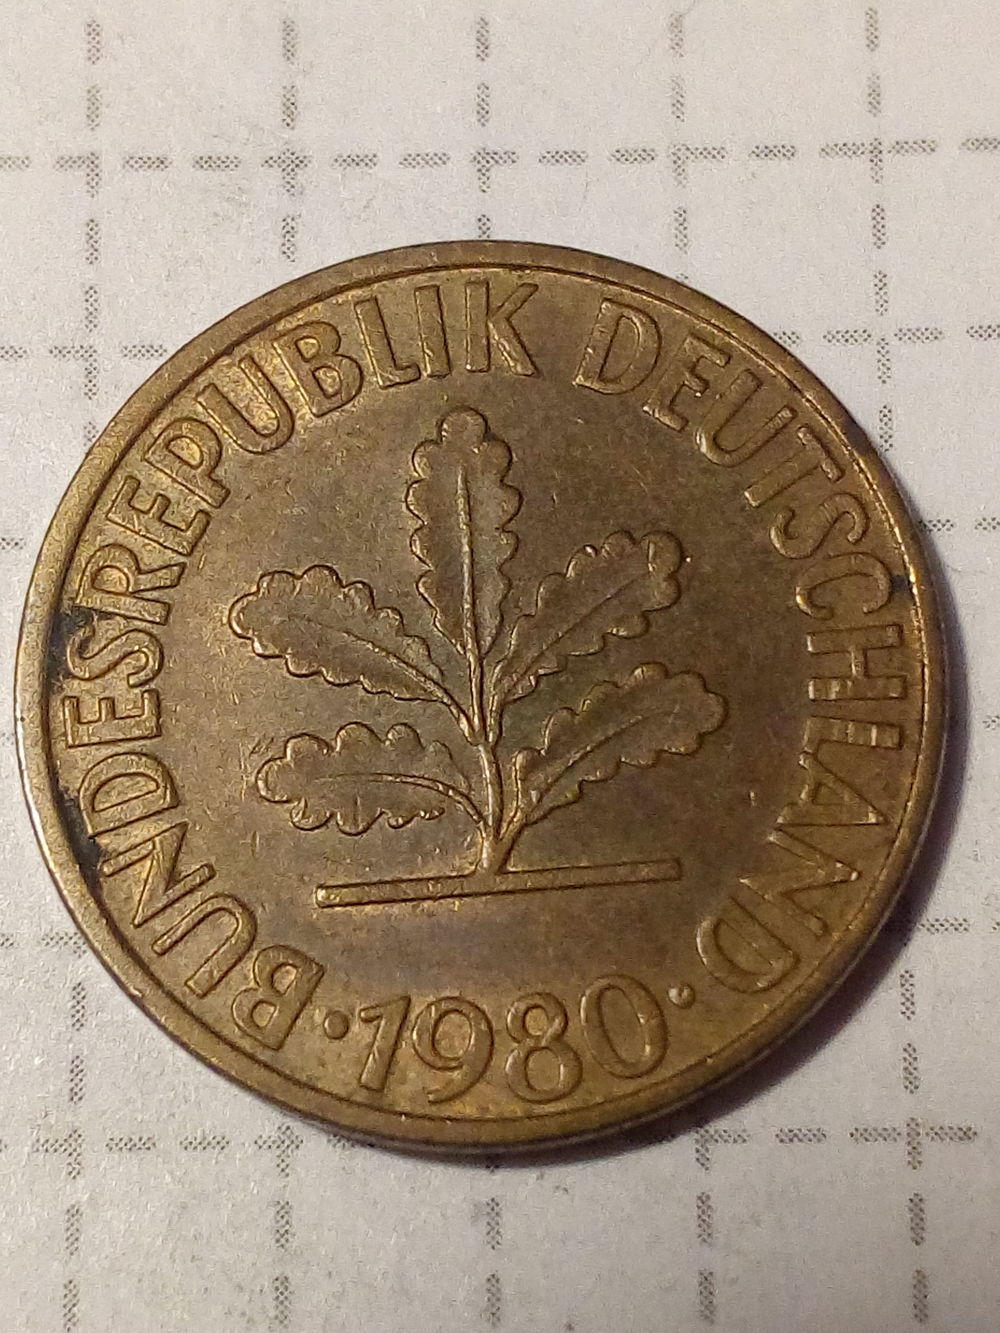 BUNDESREPUBLIK DEUTSCHLAND
·1980·